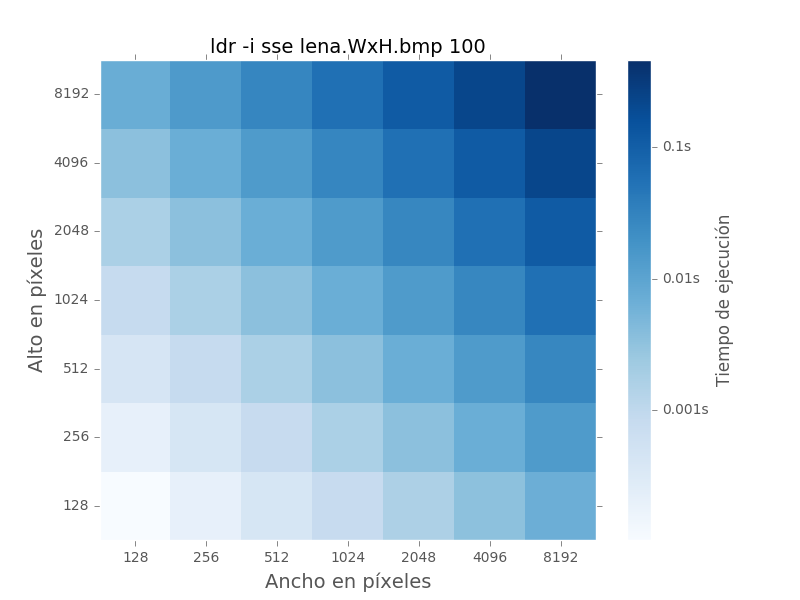 ldr -i sse lena.WxH.bmp 100
8192
4096
2048
1024
512
256
128
Alto en píxeles
128 256 512 1024 2048 4096 8192
Ancho en píxeles
0.1s
0.01s
0.001s
Tiempo de ejecución